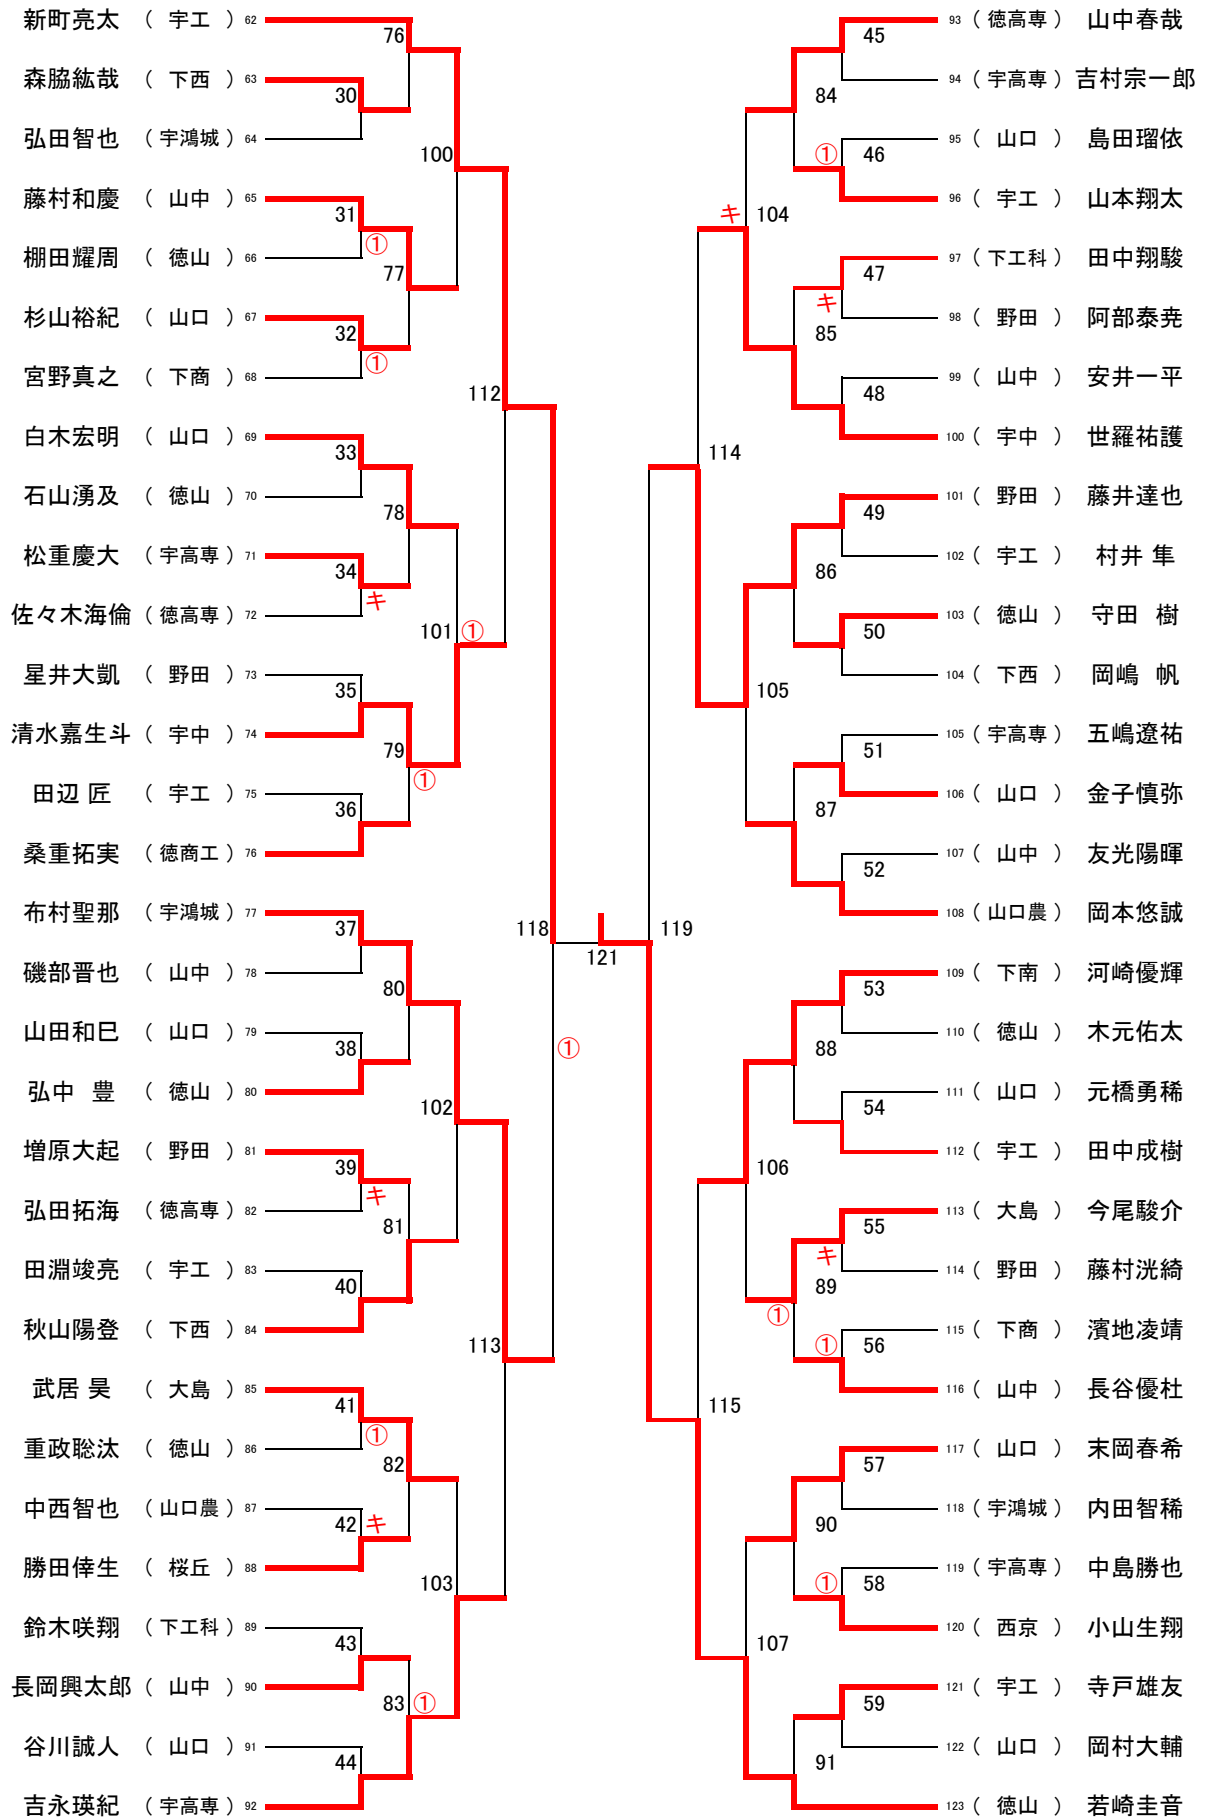 新町亮太 （ 宇工 ） 62
森脇紘哉 （ 下西 ） 63
弘田智也 （ 宇鴻城 ） 64
藤村和慶 （ 山中 ） 65
棚田耀周 （ 徳山 ） 66
杉山裕紀 （ 山口 ） 67
宮野真之 （ 下商 ） 68
白木宏明 （ 山口 ） 69
石山湧及 （ 徳山 ） 70
松重慶大 （ 宇高専 ） 71
佐々木海倫 （ 徳高専 ） 72
星井大凱 （ 野田 ） 73
清水嘉生斗 （ 宇中 ） 74
田辺 匠 （ 宇工 ） 75
桑重拓実 （ 徳商工 ） 76
布村聖那 （ 宇鴻城 ） 77
磯部晋也 （ 山中 ） 78
山田和巳 （ 山口 ） 79
弘中 豊 （ 徳山 ） 80
増原大起 （ 野田 ） 81
弘田拓海 （ 徳高専 ） 82
田淵竣亮 （ 宇工 ） 83
秋山陽登 （ 下西 ） 84
武居 昊 （ 大島 ） 85
重政聡汰 （ 徳山 ） 86
中西智也 （ 山口農 ） 87
勝田倖生 （ 桜丘 ） 88
鈴木咲翔 （ 下工科 ） 89
長岡興太郎 （ 山中 ） 90
谷川誠人 （ 山口 ） 91
吉永瑛紀 （ 宇高専 ） 92
30
31
①
32
①
33
34
キ
35
36
37
38
39
キ
40
41
①
42
キ
43
44
76
77
78
79
①
80
81
82
83
①
100
101
①
102
103
112
113
118
①
121
119
114
115
104
キ
105
106
107
84
85
86
87
88
89
①
90
91
45
46
①
47
キ
48
49
50
51
52
53
54
55
キ
56
①
57
58
①
59
93 （ 徳高専 ） 山中春哉
94 （ 宇高専 ） 吉村宗一郎
95 （ 山口 ） 島田瑠依
96 （ 宇工 ） 山本翔太
97 （ 下工科 ） 田中翔駿
98 （ 野田 ） 阿部泰尭
99 （ 山中 ） 安井一平
100 （ 宇中 ） 世羅祐護
101 （ 野田 ） 藤井達也
102 （ 宇工 ） 村井 隼
103 （ 徳山 ） 守田 樹
104 （ 下西 ） 岡嶋 帆
105 （ 宇高専 ） 五嶋遼祐
106 （ 山口 ） 金子慎弥
107 （ 山中 ） 友光陽暉
108 （ 山口農 ） 岡本悠誠
109 （ 下南 ） 河崎優輝
110 （ 徳山 ） 木元佑太
111 （ 山口 ） 元橋勇稀
112 （ 宇工 ） 田中成樹
113 （ 大島 ） 今尾駿介
114 （ 野田 ） 藤村洸綺
115 （ 下商 ） 濱地凌靖
116 （ 山中 ） 長谷優杜
117 （ 山口 ） 末岡春希
118 （ 宇鴻城 ） 内田智稀
119 （ 宇高専 ） 中島勝也
120 （ 西京 ） 小山生翔
121 （ 宇工 ） 寺戸雄友
122 （ 山口 ） 岡村大輔
123 （ 徳山 ） 若崎圭音